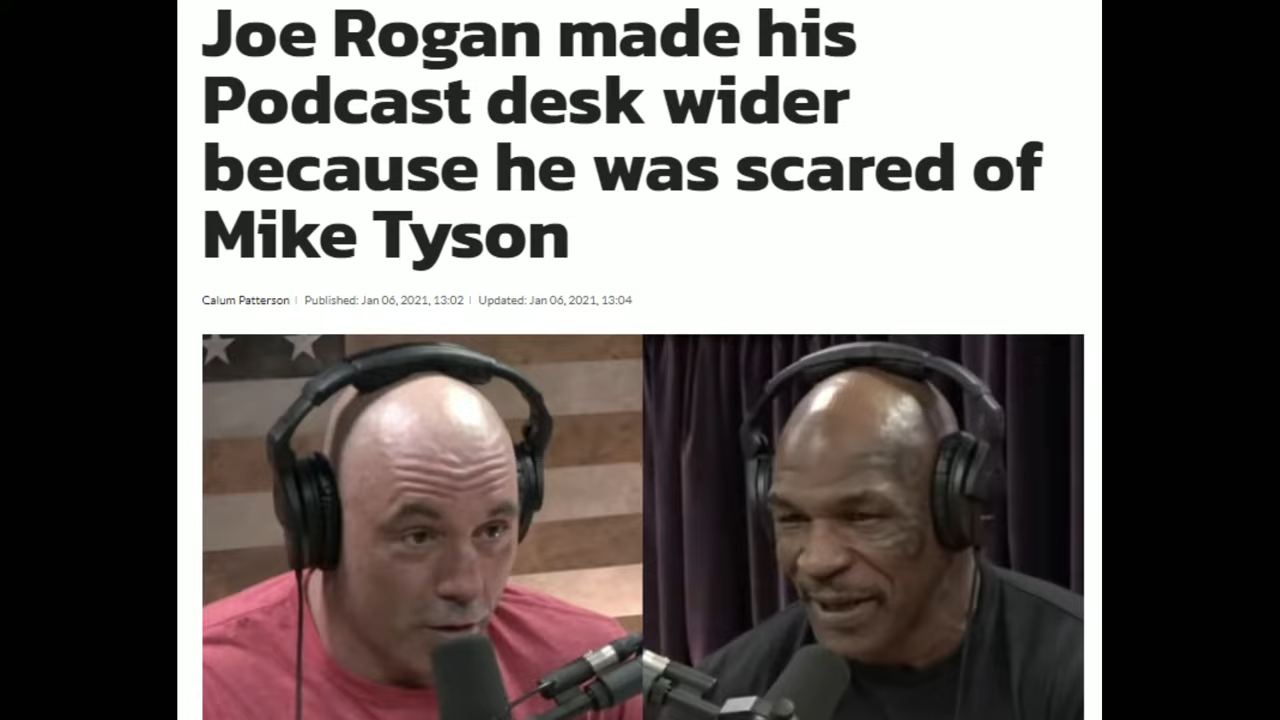 Joe Rogan made his
Podcast desk wider
because he was scared of
Mike Tyson
Calum Patterson | Published: Jan 06, 2021, 13:02 | Updated: Jan 06, 2021, 13:04